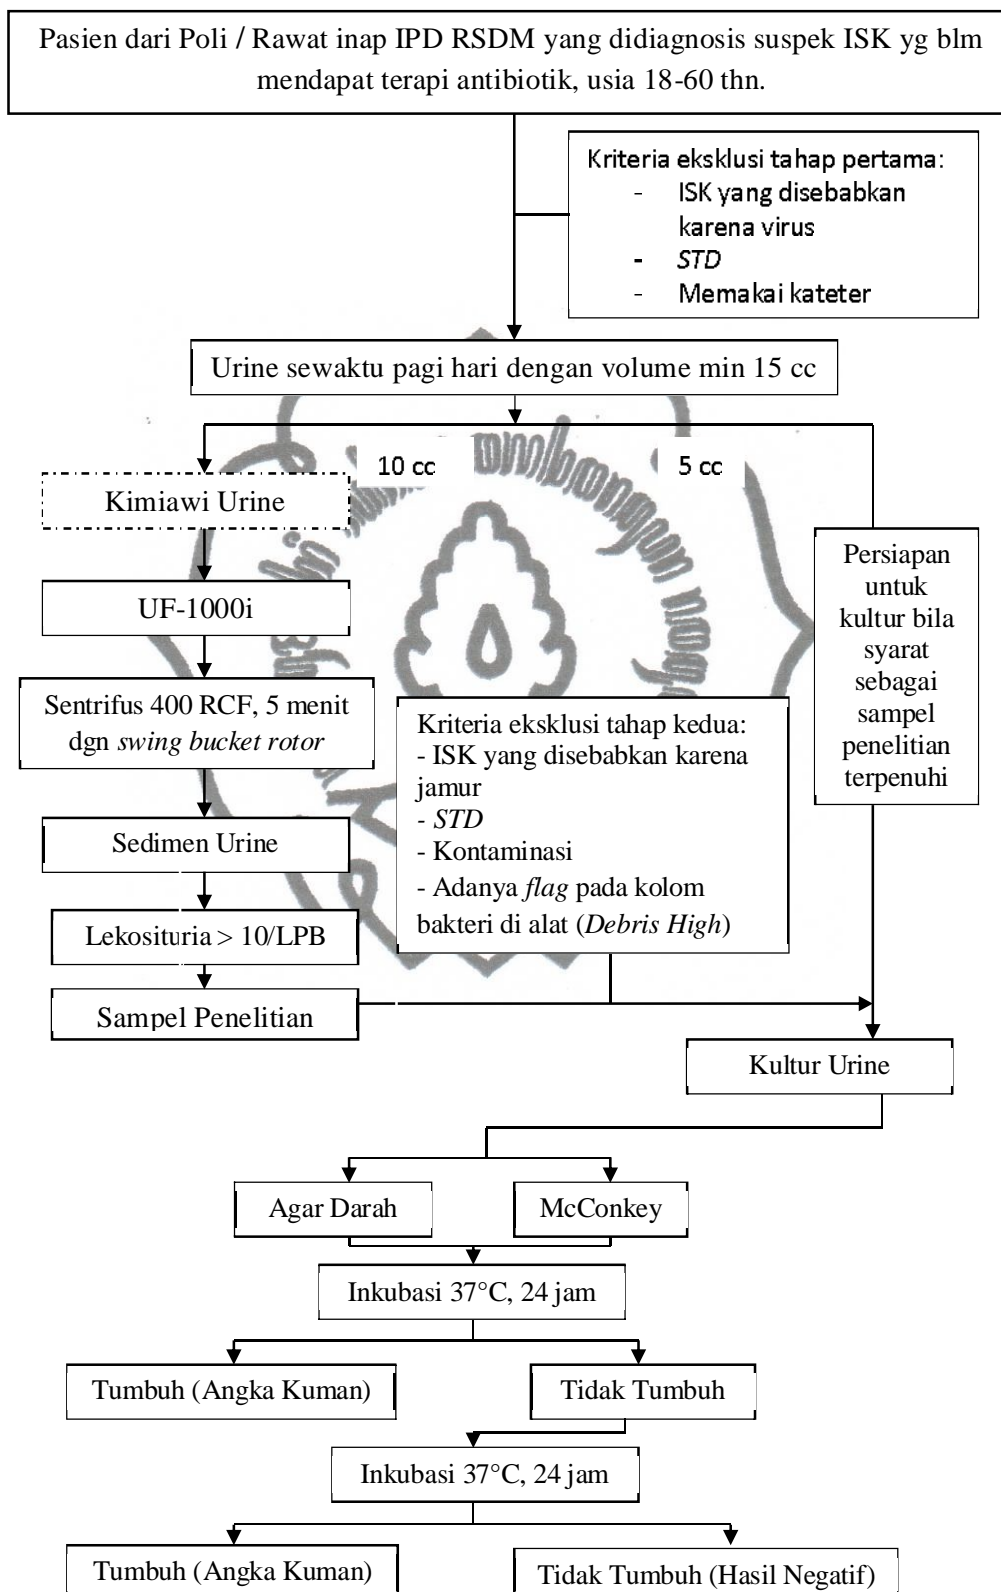 Pasien dari Poli / Rawat inap IPD RSDM yang didiagnosis suspek ISK yg blm
mendapat terapi antibiotik, usia 18-60 thn.
Kriteria eksklusi tahap pertama:
- ISK yang disebabkan
karena virus
- STD
- Memakai kateter
Urine sewaktu pagi hari dengan volume min 15 cc
10 cc
5 cc
Kimiawi Urine
UF-1000i
Sentrifus 400 RCF, 5 menit
dgn swing bucket rotor
Sedimen Urine
Lekosituria > 10/LPB
Sampel Penelitian
Kriteria eksklusi tahap kedua:
- ISK yang disebabkan karena
jamur
- STD
- Kontaminasi
- Adanya flag pada kolom
bakteri di alat (Debris High)
Persiapan
untuk
kultur bila
syarat
sebagai
sampel
penelitian
terpenuhi
Kultur Urine
Agar Darah
McConkey
Inkubasi 37°C, 24 jam
Tumbuh (Angka Kuman)
Tidak Tumbuh
Inkubasi 37°C, 24 jam
Tumbuh (Angka Kuman)
Tidak Tumbuh (Hasil Negatif)